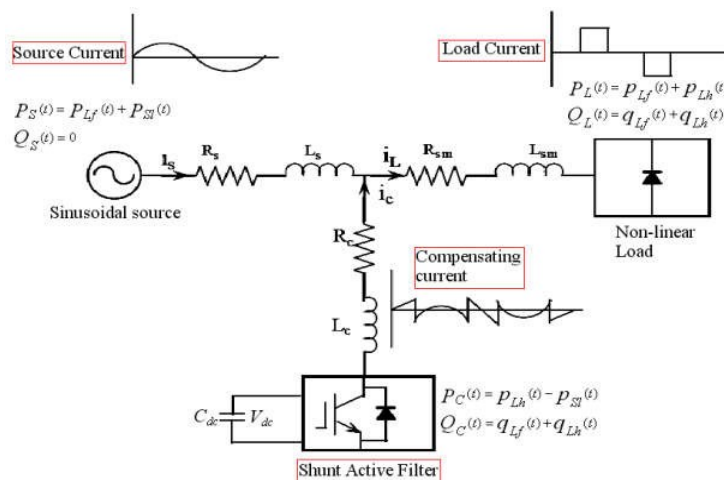 Source Current
Load Current
P_S(t) = P_Lf(t) + P_Sl(t)
Q_S(t) = 0
P_L(t) = p_Lf(t) + p_Lh(t)
Q_L(t) = q_Lf(t) + q_Lh(t)
i_s
R_s
L_s
i_L
R_sm
L_sm
i_c
Sinusoidal source
Non-linear
Load
R_c
Compensating
current
L_c
C_dc
V_dc
P_C(t) = p_Lh(t) − p_Sl(t)
Q_C(t) = q_Lf(t) + q_Lh(t)
Shunt Active Filter